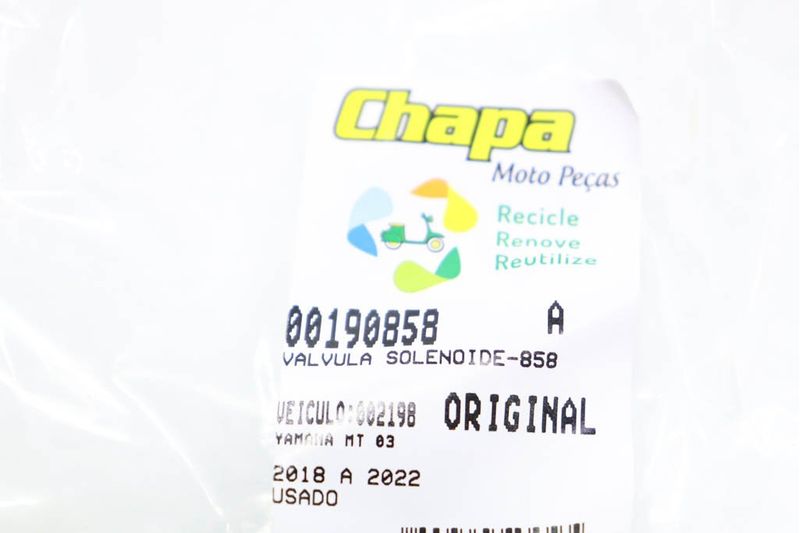 Chapa
Moto Peças
Recicle
Renove
Reutilize
00190858 A
VALVULA SOLENOIDE-858
VEICULO:002198 ORIGINAL
YAMAHA MT 03
2018 A 2022
USADO